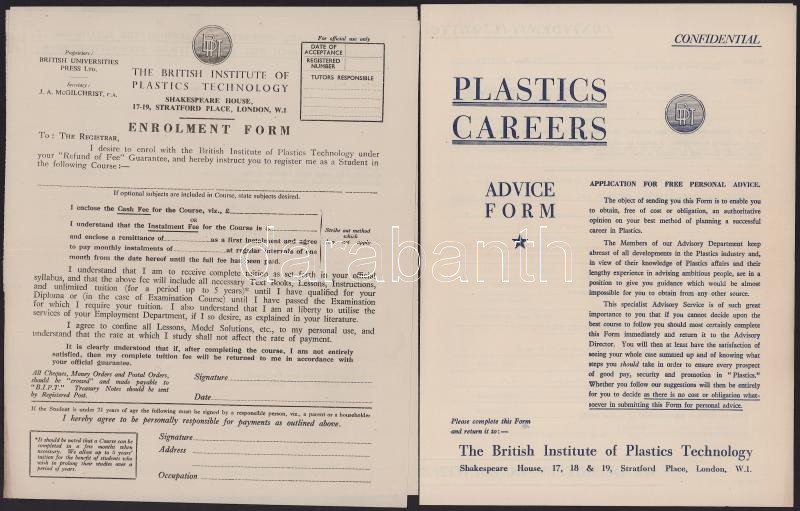 Proprietors:
BRITISH UNIVERSITIES
PRESS LTD.
Secretary:
J. A. McGILCHRIST, C.A.
THE BRITISH INSTITUTE OF
PLASTICS TECHNOLOGY
SHAKESPEARE HOUSE,
17-19, STRATFORD PLACE, LONDON, W.1
For official use only
DATE OF
ACCEPTANCE
REGISTERED
NUMBER
TUTORS RESPONSIBLE
ENROLMENT FORM
To: THE REGISTRAR,
I desire to enrol with the British Institute of Plastics Technology under
your "Refund of Fee" Guarantee, and hereby instruct you to register me as a Student in
the following Course:—
If optional subjects are included in Course, state subjects desired.
I enclose the Cash Fee for the Course, viz., £
OR
I understand that the Instalment Fee for the Course is
and enclose a remittance of as a first instalment and agree
to pay monthly instalments of at regular intervals of one
month from the date hereof until the full fee has been paid.
Strike out method
which
does not apply
I understand that I am to receive complete tuition as set forth in your official
syllabus, and that the above fee will include all necessary Text Books, Lessons, Instructions,
and unlimited tuition (for a period up to 5 years)* until I have qualified for your
Diploma or (in the case of Examination Course) until I have passed the Examination
for which I require your tuition. I also understand that I am at liberty to utilise the
services of your Employment Department, if I so desire, as explained in your literature.
I agree to confine all Lessons, Model Solutions, etc., to my personal use, and
understand that the rate at which I study shall not affect the rate of payment.
It is clearly understood that if, after completing the course, I am not entirely
satisfied, then my complete tuition fee will be returned to me in accordance with
your official guarantee.
All Cheques, Money Orders and Postal Orders,
should be "crossed" and made payable to
"B.I.P.T." Treasury Notes should be sent
by Registered Post.
Signature
Date
If the Student is under 21 years of age the following must be signed by a responsible person, viz., a parent or a householder
I hereby agree to be personally responsible for payments as outlined above.
*It should be noted that a Course can be
completed in a few months when
necessary. We allow up to 5 years'
tuition for the benefit of students who
wish to prolong their studies over a
period of years.
Signature
Address
Occupation
CONFIDENTIAL
PLASTICS
CAREERS
ADVICE
FORM
APPLICATION FOR FREE PERSONAL ADVICE.
The object of sending you this Form is to enable you
to obtain, free of cost or obligation, an authoritative
opinion on your best method of planning a successful
career in Plastics.
The Members of our Advisory Department keep
abreast of all developments in the Plastics industry and,
in view of their knowledge of Plastics affairs and their
lengthy experience in advising ambitious people, are in a
position to give you guidance which would be almost
impossible for you to obtain from any other source.
This specialist Advisory Service is of such great
importance to you that if you cannot decide upon the
best course to follow you should most certainly complete
this Form immediately and return it to the Advisory
Director. You will then at least have the satisfaction of
seeing your whole case summed up and of knowing what
steps you should take in order to ensure every prospect
of good pay, security and promotion in "Plastics."
Whether you follow our suggestions will then be entirely
for you to decide as there is no cost or obligation what-
soever in submitting this Form for personal advice.
Please complete this Form
and return it to:—
The British Institute of Plastics Technology
Shakespeare House, 17, 18 & 19, Stratford Place, London, W.1.
darabanth